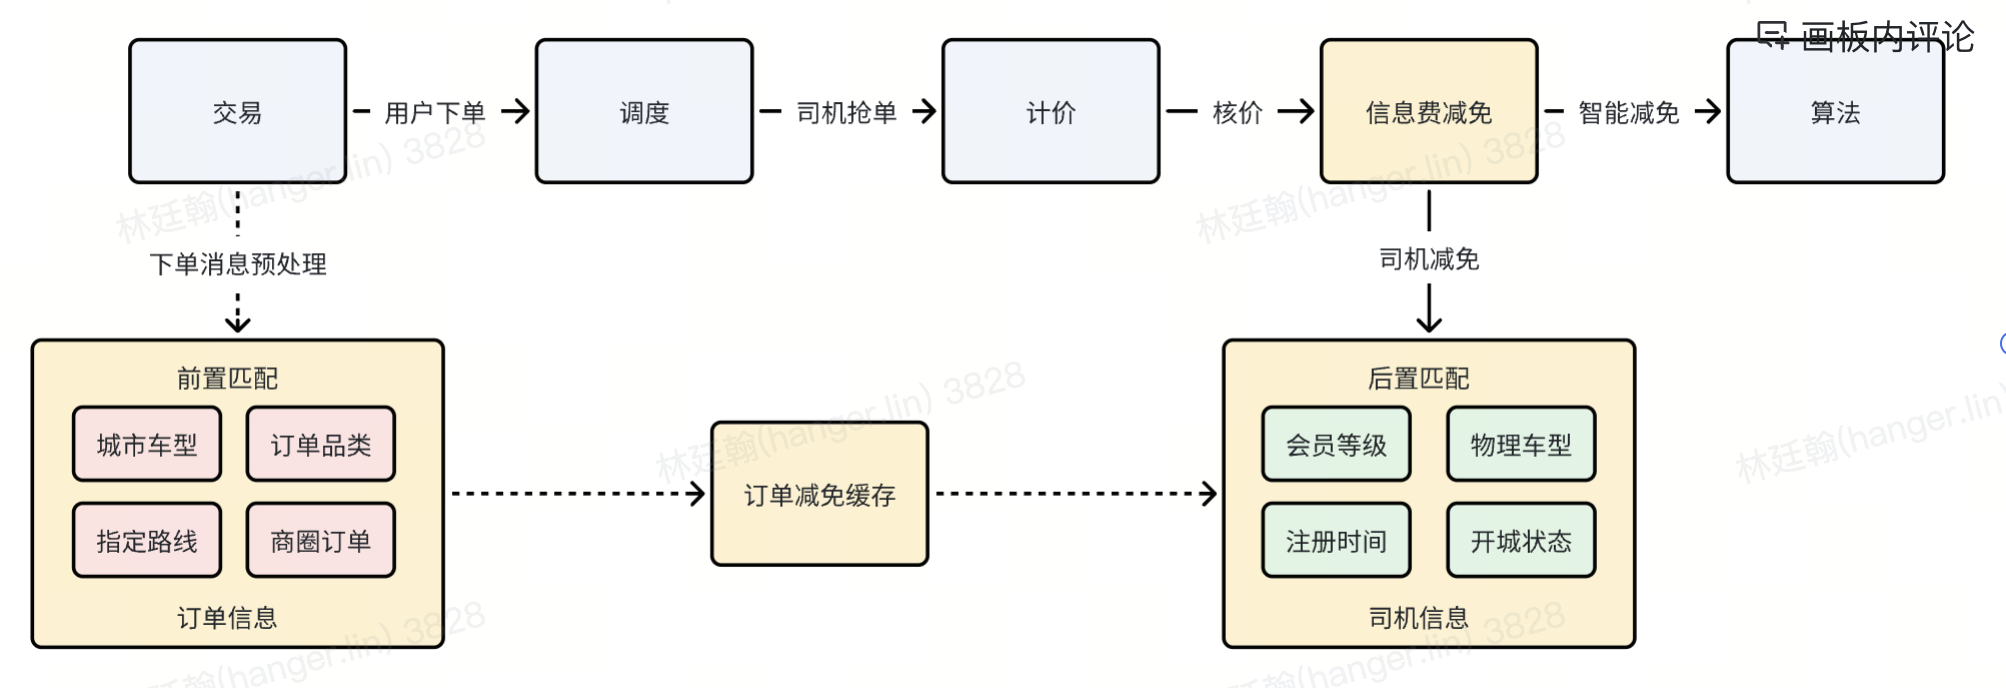 画板内评论
交易
用户下单
调度
司机抢单
计价
核价
信息费减免
智能减免
算法
林廷翰(hanger.lin) 3828
林廷翰(hanger.lin) 3828
下单消息预处理
司机减免
前置匹配
城市车型
订单品类
指定路线
商圈订单
订单信息
林廷翰(hanger.lin) 3828
订单减免缓存
后置匹配
会员等级
物理车型
注册时间
开城状态
司机信息
林廷翰(hanger.lin)
廷翰(hanger.lin) 3828
廷翰(hanger.lin) 3828